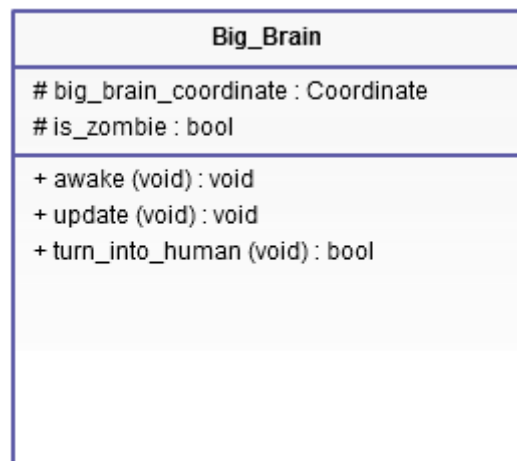 Big_Brain
# big_brain_coordinate : Coordinate
# is_zombie : bool
+ awake (void) : void
+ update (void) : void
+ turn_into_human (void) : bool